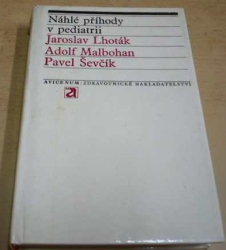 Náhlé příhody
v pediatrii
Jaroslav Lhoták
Adolf Malbohan
Pavel Ševčík
AVICENUM/ZDRAVOTNICKÉ NAKLADATELSTVÍ
a